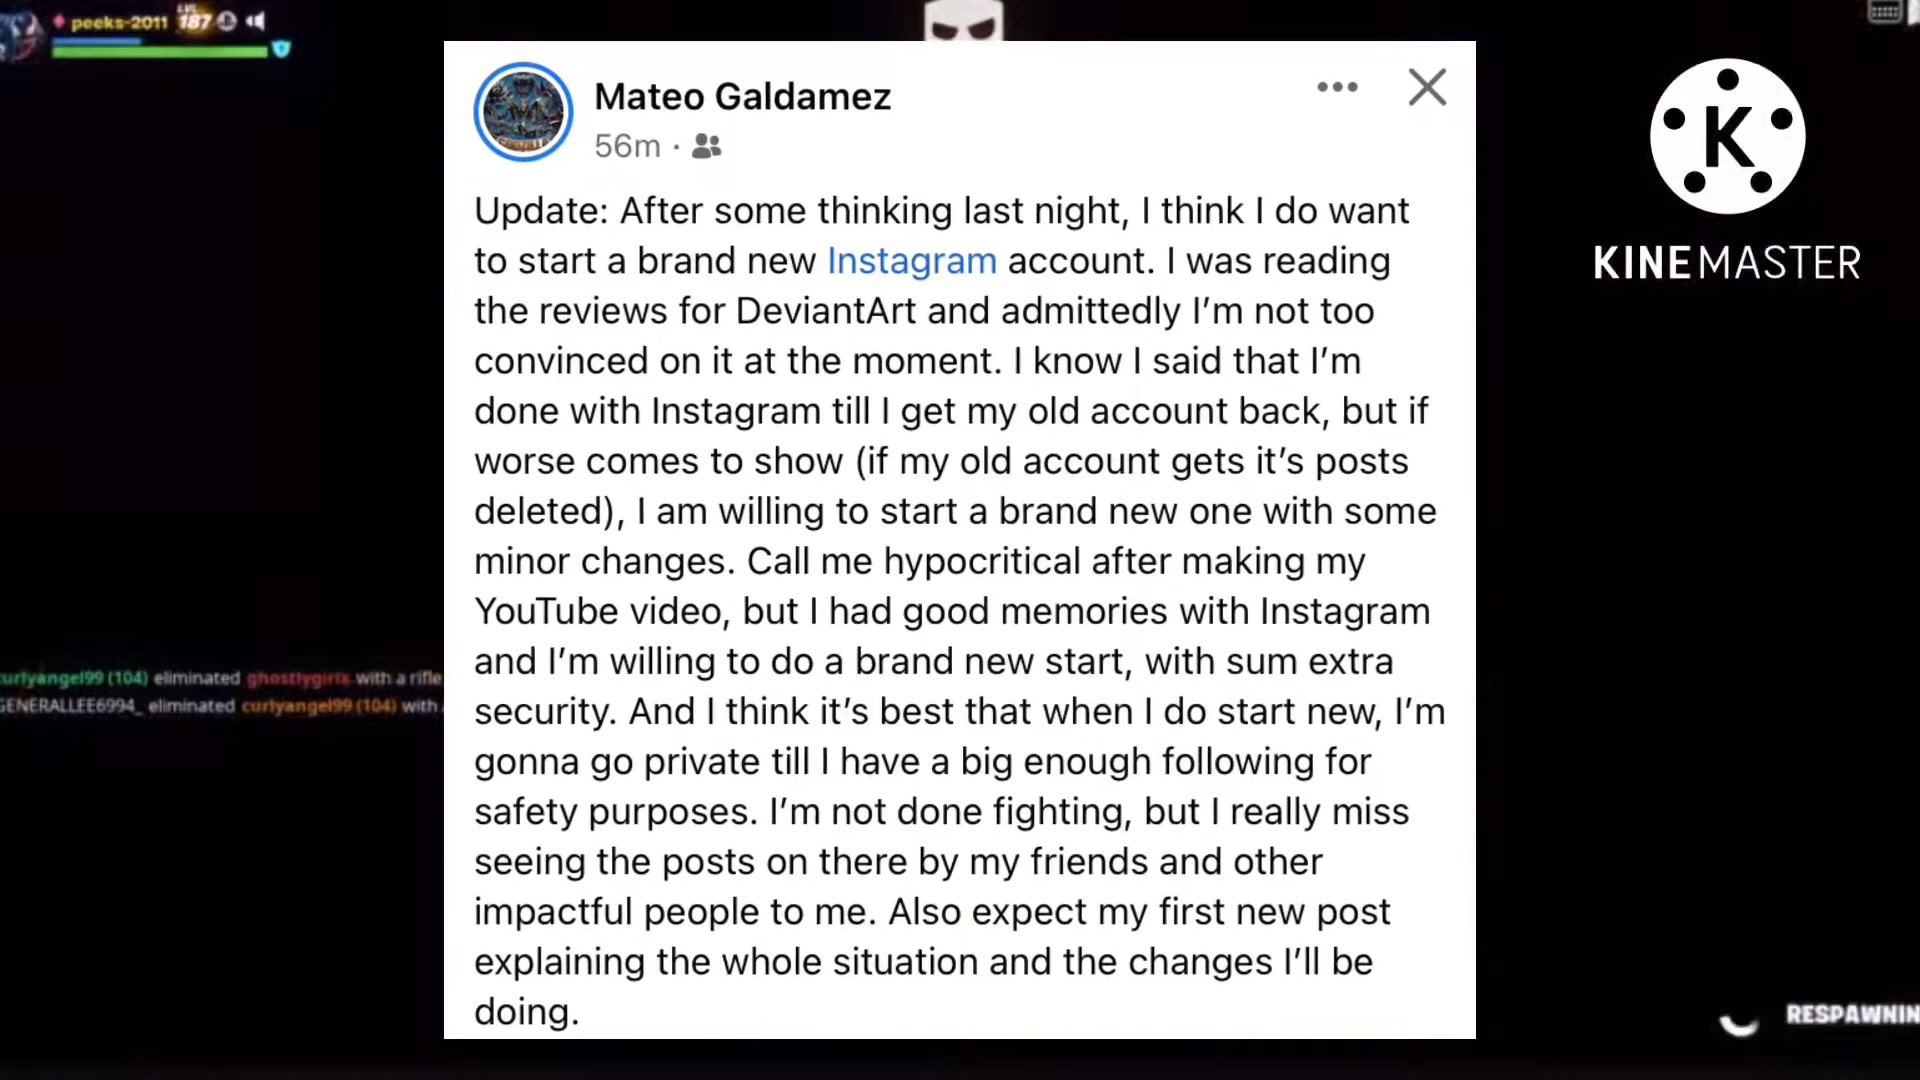 peeks-2011 LVL 187
Mateo Galdamez
56m ·
Update: After some thinking last night, I think I do want
to start a brand new Instagram account. I was reading
the reviews for DeviantArt and admittedly I’m not too
convinced on it at the moment. I know I said that I’m
done with Instagram till I get my old account back, but if
worse comes to show (if my old account gets it’s posts
deleted), I am willing to start a brand new one with some
minor changes. Call me hypocritical after making my
YouTube video, but I had good memories with Instagram
and I’m willing to do a brand new start, with sum extra
security. And I think it’s best that when I do start new, I’m
gonna go private till I have a big enough following for
safety purposes. I’m not done fighting, but I really miss
seeing the posts on there by my friends and other
impactful people to me. Also expect my first new post
explaining the whole situation and the changes I’ll be
doing.
K
KINEMASTER
curlyangel99 (104) eliminated with a rifle
GENERALLEE6994_ eliminated curlyangel99 (104) with
RESPAWNIN